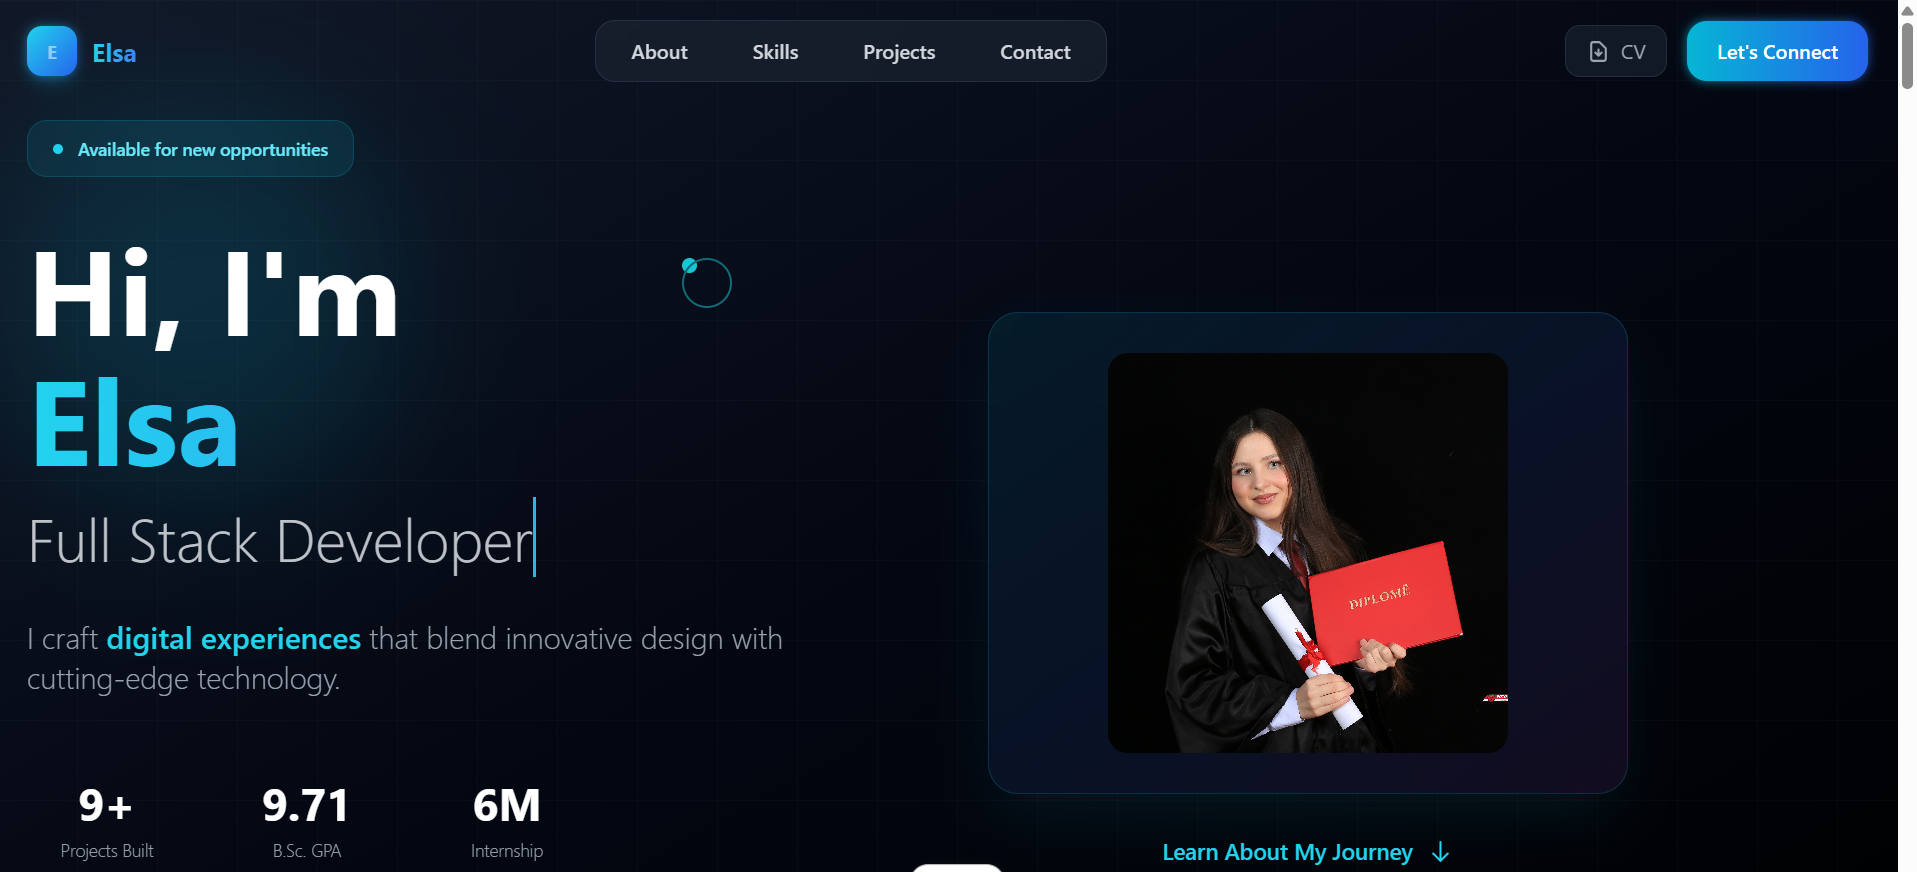 E
Elsa
About
Skills
Projects
Contact
CV
Let's Connect
Available for new opportunities
Hi, I'm
Elsa
Full Stack Developer
I craft digital experiences that blend innovative design with
cutting-edge technology.
9+
Projects Built
9.71
B.Sc. GPA
6M
Internship
DIPLOMË
Learn About My Journey